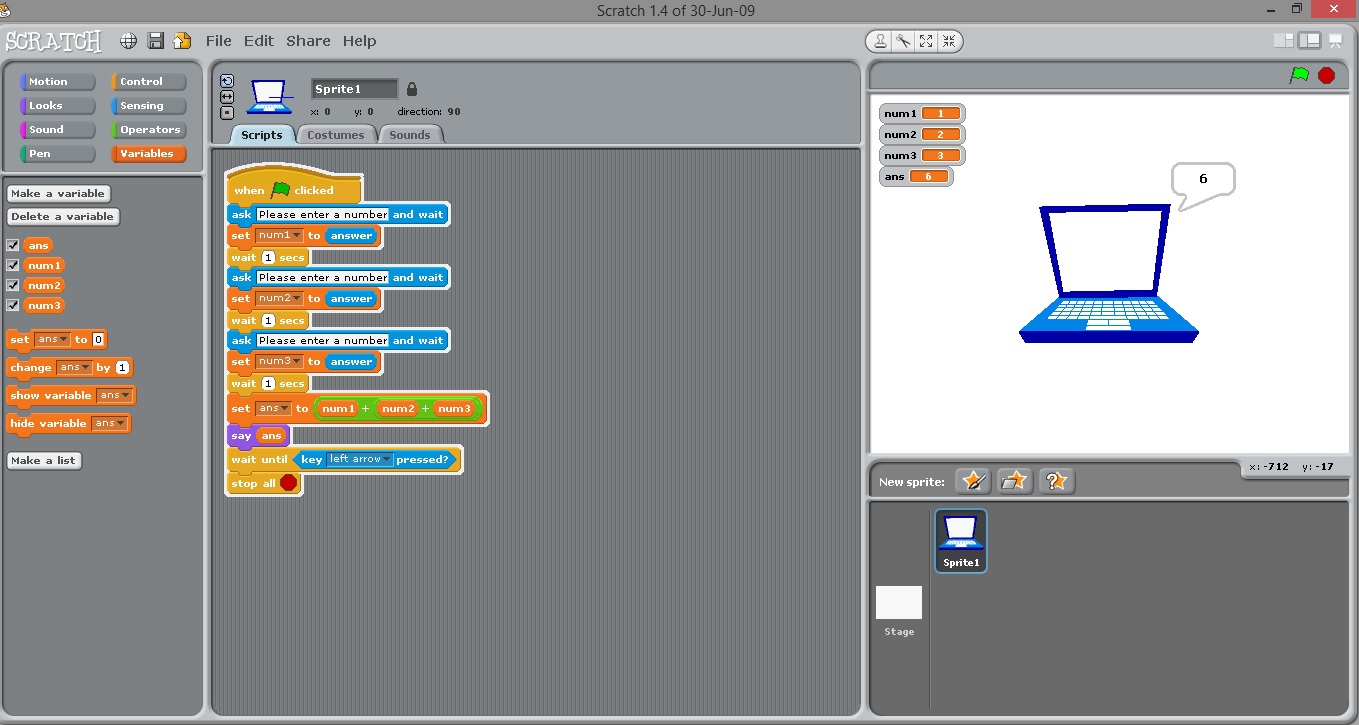 Scratch 1.4 of 30-Jun-09
SCRATCH File Edit Share Help
Motion Control
Looks Sensing
Sound Operators
Pen Variables
Make a variable
Delete a variable
ans
num1
num2
num3
set ans to 0
change ans by 1
show variable ans
hide variable ans
Make a list
Sprite1
x: 0 y: 0 direction: 90
Scripts Costumes Sounds
when clicked
ask Please enter a number and wait
set num1 to answer
wait 1 secs
ask Please enter a number and wait
set num2 to answer
wait 1 secs
ask Please enter a number and wait
set num3 to answer
wait 1 secs
set ans to num1 + num2 + num3
say ans
wait until key left arrow pressed?
stop all
num1 1
num2 2
num3 3
ans 6
6
x: -712 y: -17
New sprite:
Sprite1
Stage